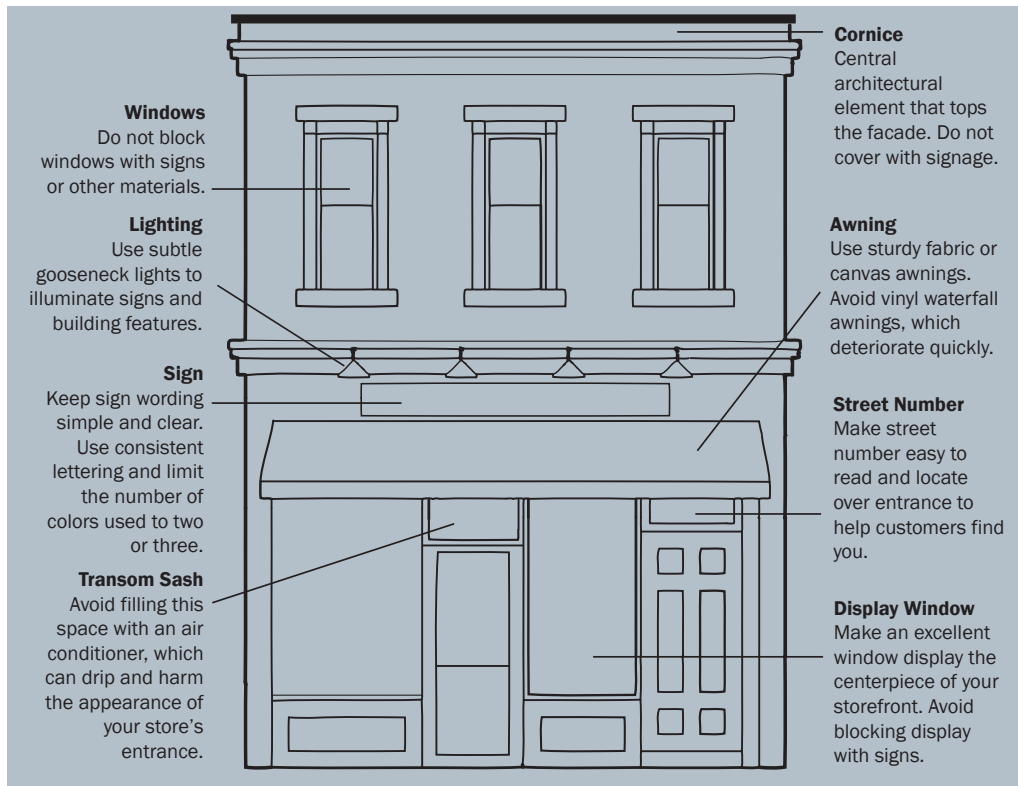 Windows
Do not block
windows with signs
or other materials.
Lighting
Use subtle
gooseneck lights to
illuminate signs and
building features.
Sign
Keep sign wording
simple and clear.
Use consistent
lettering and limit
the number of
colors used to two
or three.
Transom Sash
Avoid filling this
space with an air
conditioner, which
can drip and harm
the appearance of
your store's
entrance.
Cornice
Central
architectural
element that tops
the facade. Do not
cover with signage.
Awning
Use sturdy fabric or
canvas awnings.
Avoid vinyl waterfall
awnings, which
deteriorate quickly.
Street Number
Make street
number easy to
read and locate
over entrance to
help customers find
you.
Display Window
Make an excellent
window display the
centerpiece of your
storefront. Avoid
blocking display
with signs.